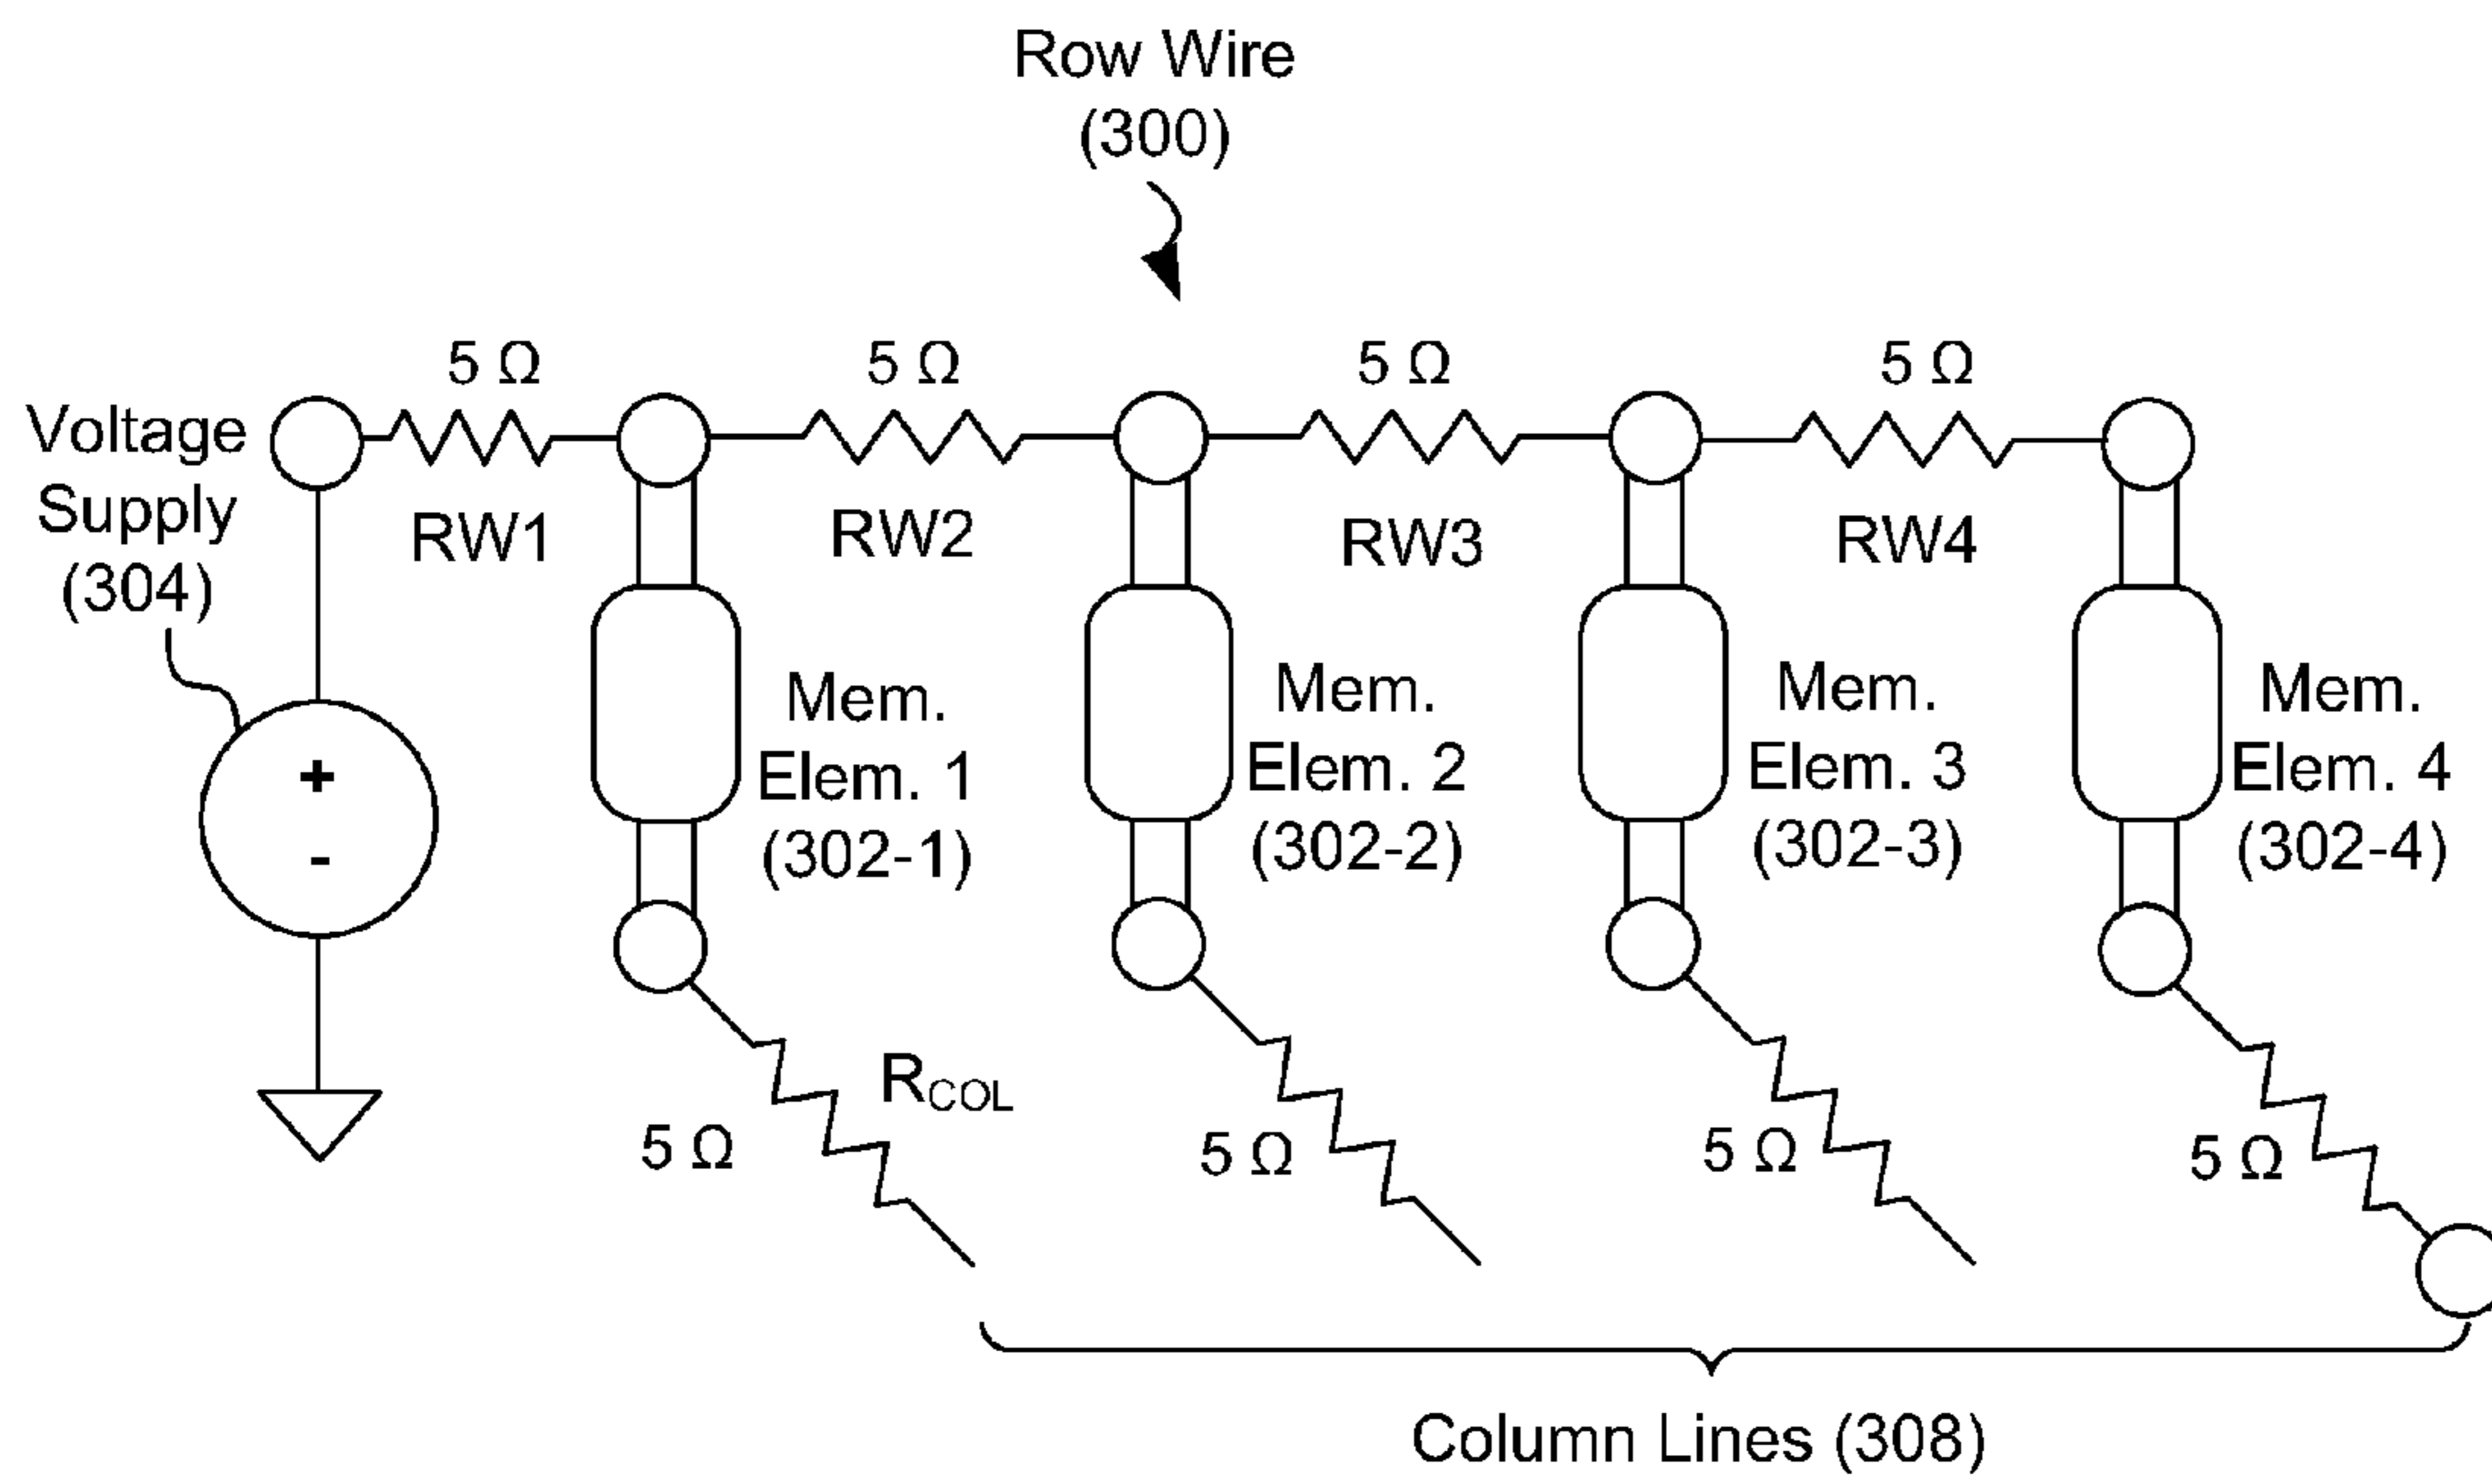 Row Wire
(300)
5 Ω
5 Ω
5 Ω
5 Ω
Voltage
Supply
(304)
RW1
RW2
RW3
RW4
+
-
Mem.
Elem. 1
(302-1)
Mem.
Elem. 2
(302-2)
Mem.
Elem. 3
(302-3)
Mem.
Elem. 4
(302-4)
RCOL
5 Ω
5 Ω
5 Ω
5 Ω
Column Lines (308)